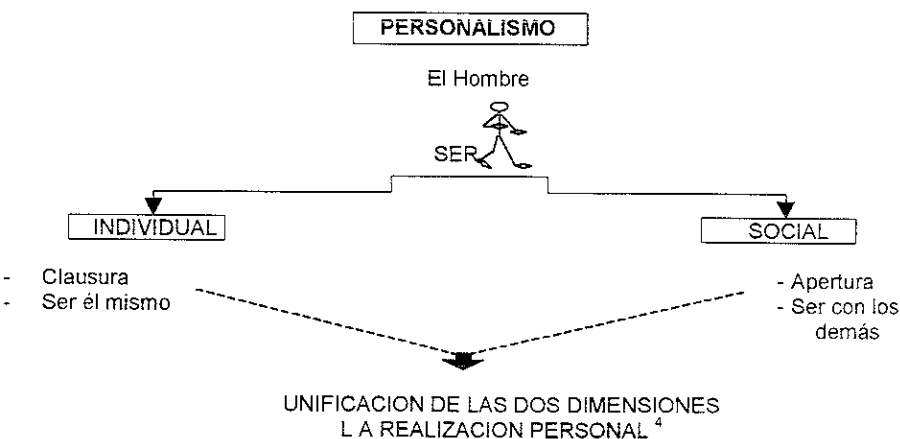 PERSONALISMO
El Hombre
SER
INDIVIDUAL
SOCIAL
- Clausura
- Ser él mismo
- Apertura
- Ser con los
demás
UNIFICACION DE LAS DOS DIMENSIONES
L A REALIZACION PERSONAL 4